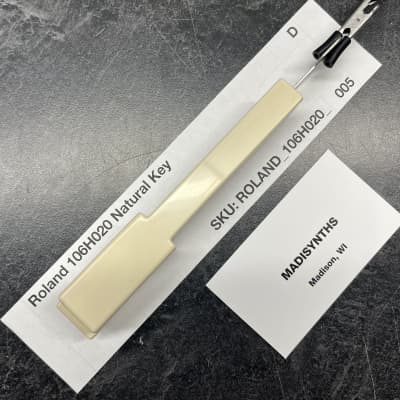 D
Roland 106H020 Natural Key
SKU: ROLAND_106H020_ 005
MADISYNTHS
Madison, WI